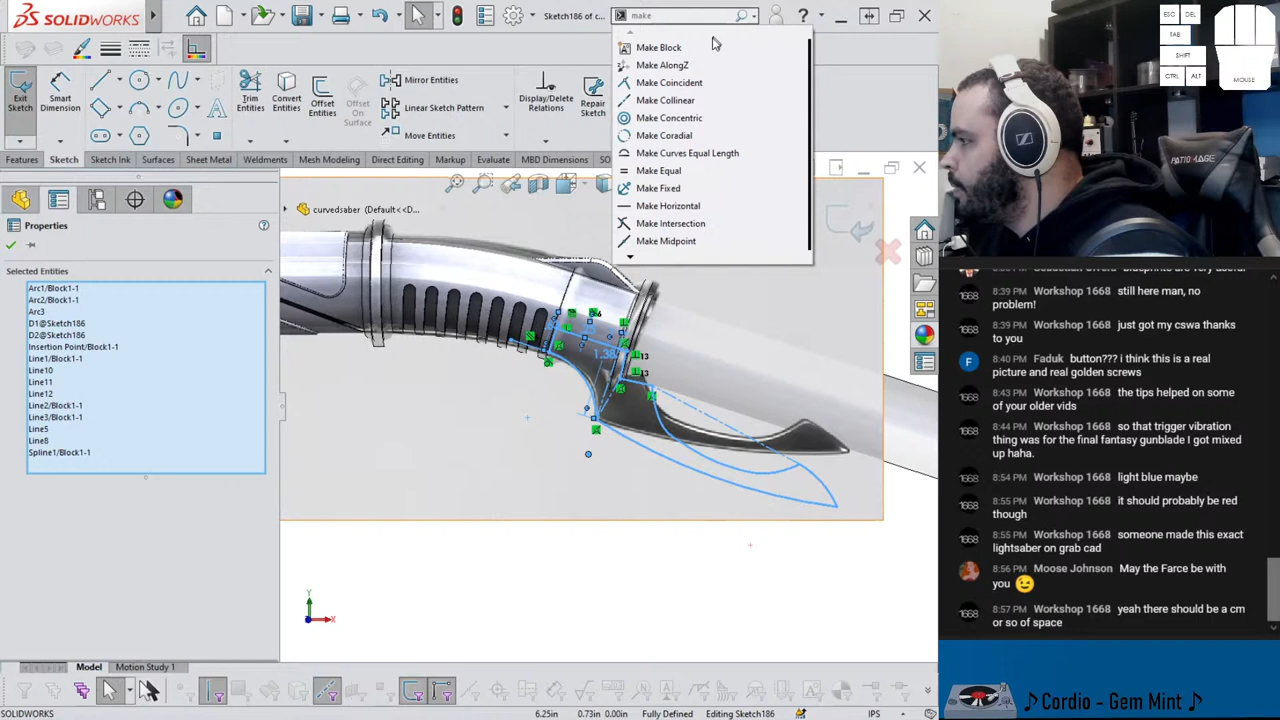 SOLIDWORKS
Sketch186 of c...
make
Make Block
Make AlongZ
Make Coincident
Make Collinear
Make Concentric
Make Coradial
Make Curves Equal Length
Make Equal
Make Fixed
Make Horizontal
Make Intersection
Make Midpoint
Exit
Sketch
Smart
Dimension
Trim
Entities
Convert
Entities
Offset
Entities
Offset
On
Surface
Mirror Entities
Linear Sketch Pattern
Move Entities
Display/Delete
Relations
Repair
Sketch
Features
Sketch
Sketch Ink
Surfaces
Sheet Metal
Weldments
Mesh Modeling
Direct Editing
Markup
Evaluate
MBD Dimensions
SO
Properties
Selected Entities
Arc1/Block1-1
Arc2/Block1-1
Arc3
D1@Sketch186
D2@Sketch186
Insertion Point/Block1-1
Line1/Block1-1
Line10
Line11
Line12
Line2/Block1-1
Line3/Block1-1
Line5
Line8
Spline1/Block1-1
curvedsaber (Default<<D...
1.38
6
13
13
Y
X
Model
Motion Study 1
SOLIDWORKS
6.25in
0.73in
0.00in
Fully Defined
Editing Sketch186
IPS
ESC
DEL
TAB
SHIFT
CTRL
ALT
MOUSE
PATIO MAGE
8:39 PM Workshop 1668 still here man, no
problem!
8:39 PM Workshop 1668 just got my cswa thanks
to you
8:40 PM Faduk button??? i think this is a real
picture and real golden screws
8:43 PM Workshop 1668 the tips helped on some
of your older vids
8:44 PM Workshop 1668 so that trigger vibration
thing was for the final fantasy gunblade I got mixed
up haha.
8:54 PM Workshop 1668 light blue maybe
8:55 PM Workshop 1668 it should probably be red
though
8:55 PM Workshop 1668 someone made this exact
lightsaber on grab cad
8:56 PM Moose Johnson May the Farce be with
you 😉
8:57 PM Workshop 1668 yeah there should be a cm
or so of space
♪ Cordio - Gem Mint ♪